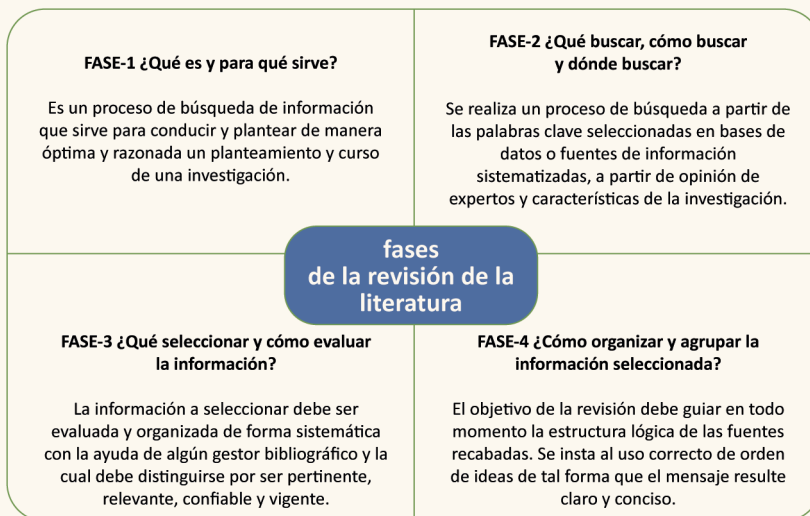 FASE-1 ¿Qué es y para qué sirve?
Es un proceso de búsqueda de información
que sirve para conducir y plantear de manera
óptima y razonada un planteamiento y curso
de una investigación.
FASE-2 ¿Qué buscar, cómo buscar
y dónde buscar?
Se realiza un proceso de búsqueda a partir de
las palabras clave seleccionadas en bases de
datos o fuentes de información
sistematizadas, a partir de opinión de
expertos y características de la investigación.
fases
de la revisión de la
literatura
FASE-3 ¿Qué seleccionar y cómo evaluar
la información?
La información a seleccionar debe ser
evaluada y organizada de forma sistemática
con la ayuda de algún gestor bibliográfico y la
cual debe distinguirse por ser pertinente,
relevante, confiable y vigente.
FASE-4 ¿Cómo organizar y agrupar la
información seleccionada?
El objetivo de la revisión debe guiar en todo
momento la estructura lógica de las fuentes
recabadas. Se insta al uso correcto de orden
de ideas de tal forma que el mensaje resulte
claro y conciso.